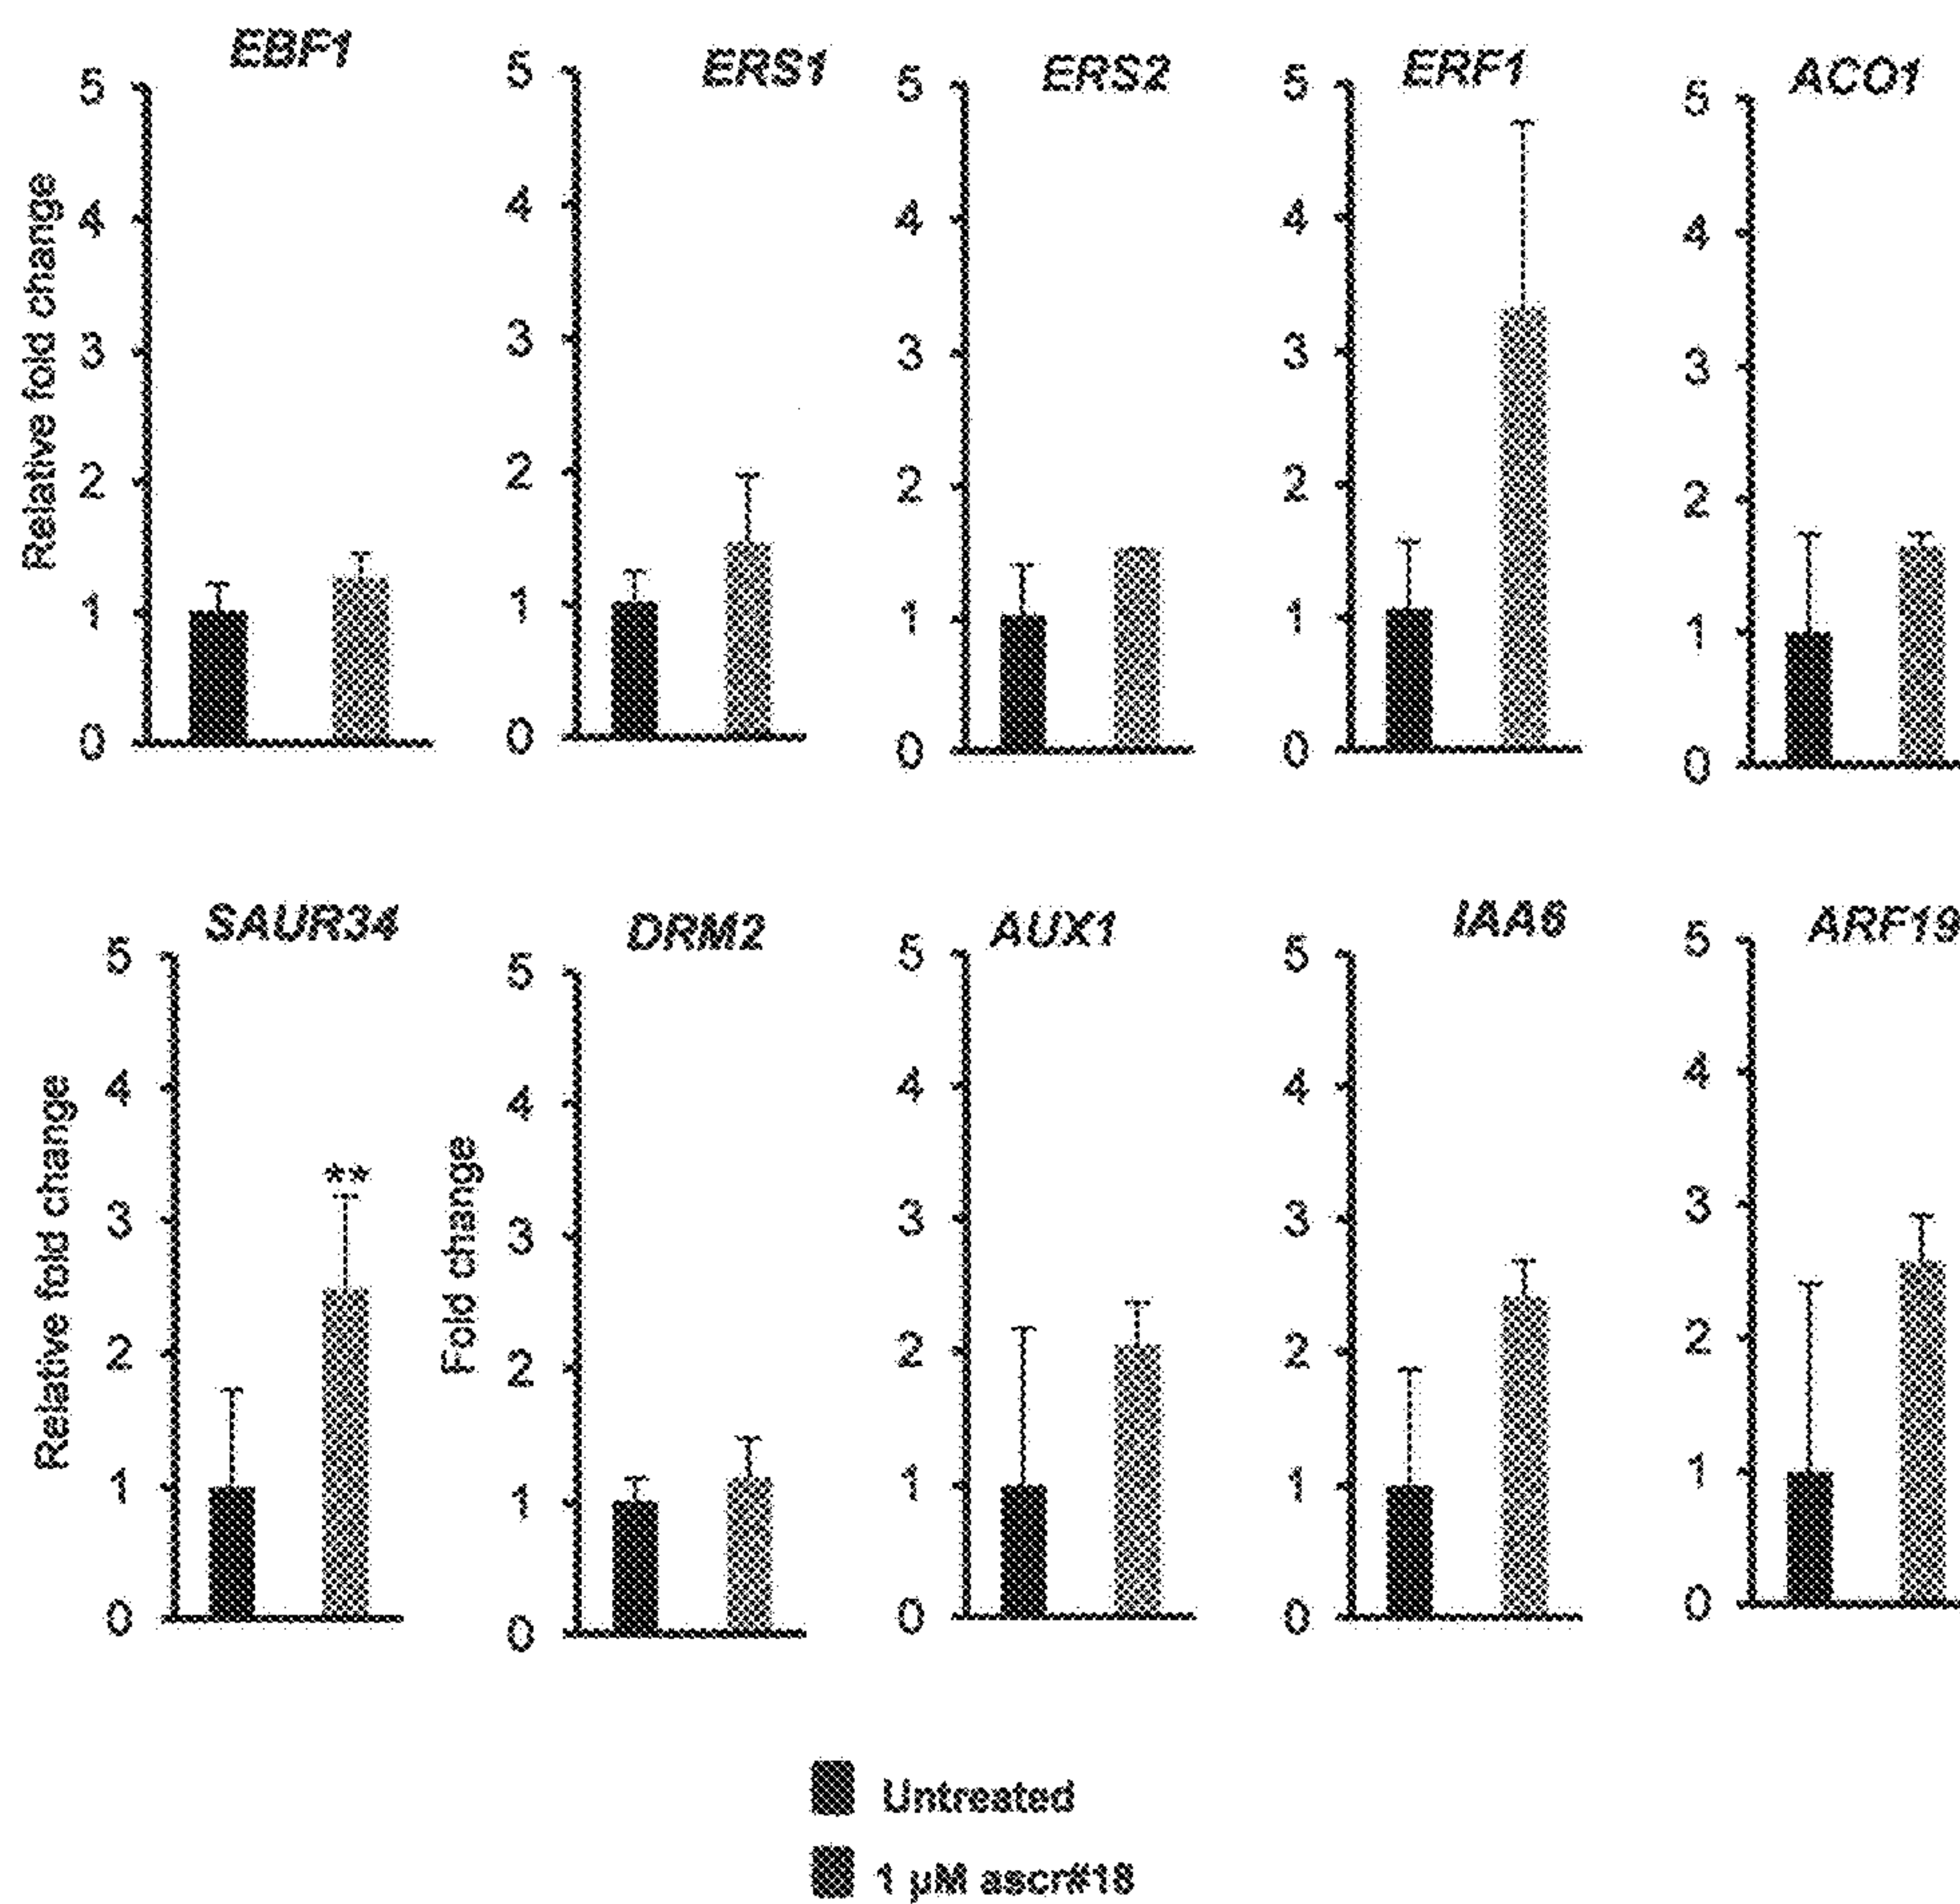 EBF1 ERS1 ERS2 ERF1 ACO1
Relative fold change
5 5 5 5 5
4 4 4 4 4
3 3 3 3 3
2 2 2 2 2
1 1 1 1 1
0 0 0 0 0
SAUR34 DRM2 AUX1 IAA6 ARF19
Relative fold change
Fold change
5 5 5 5 5
4 4 4 4 4
3 3 3 3 3
2 2 2 2 2
1 1 1 1 1
0 0 0 0 0
**
Untreated
1 µM ascr#18